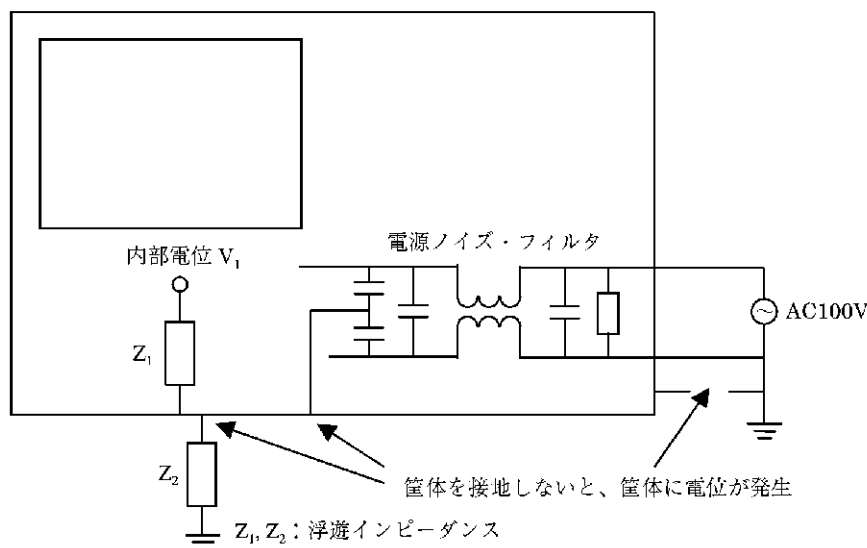 電源ノイズ・フィルタ
内部電位 V₁
AC100V
Z₁
Z₂
筐体を接地しないと、筐体に電位が発生
Z₁, Z₂：浮遊インピーダンス